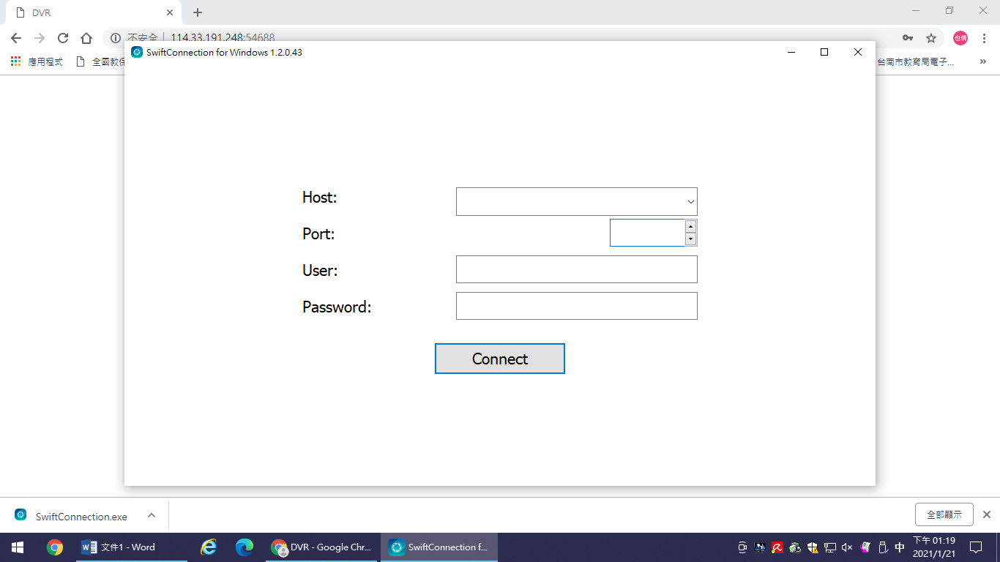 DVR
不安全 | 114.33.191.248:54688
也倩
應用程式
全國教保
台南市教育局電子...
SwiftConnection for Windows 1.2.0.43
Host:
Port:
User:
Password:
Connect
SwiftConnection.exe
全部顯示
文件1 - Word
DVR - Google Chr...
SwiftConnection f...
中
下午 01:19
2021/1/21